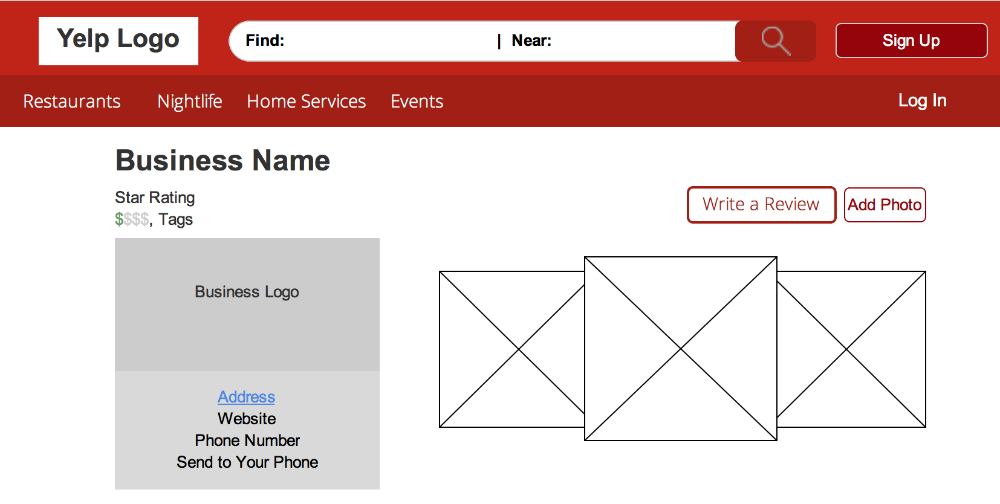 Yelp Logo
Find: | Near:
Sign Up
Restaurants Nightlife Home Services Events
Log In
Business Name
Star Rating
$$$$, Tags
Write a Review
Add Photo
Business Logo
Address
Website
Phone Number
Send to Your Phone